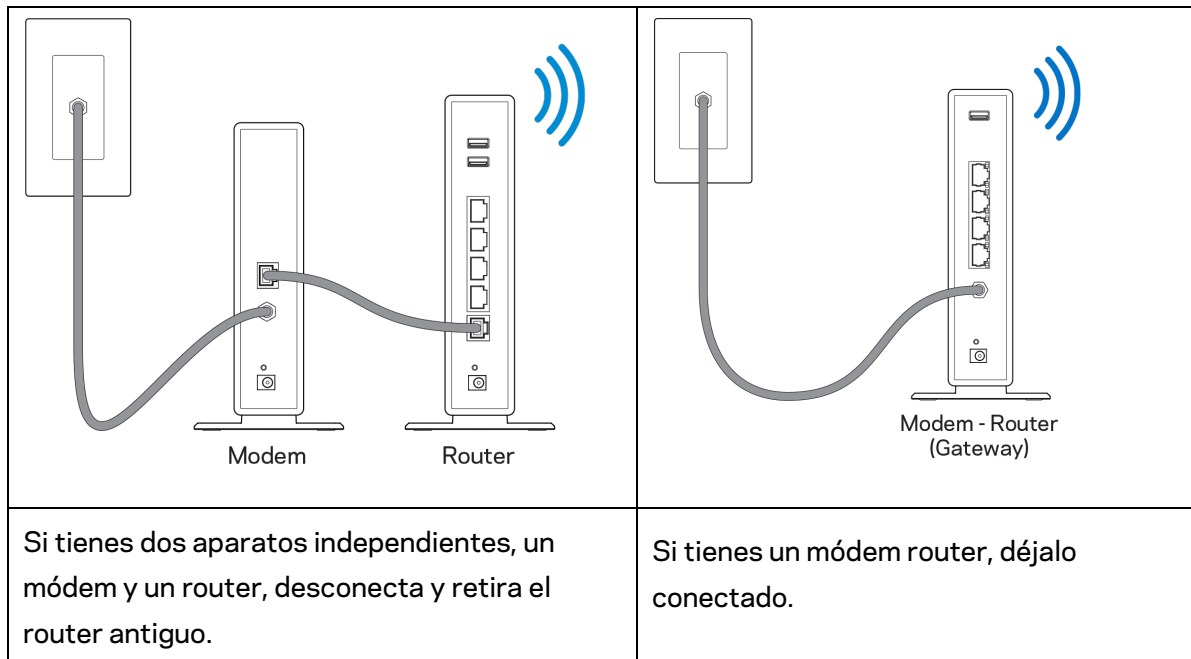 Modem
Router
Modem - Router
(Gateway)
Si tienes dos aparatos independientes, un
módem y un router, desconecta y retira el
router antiguo.
Si tienes un módem router, déjalo
conectado.